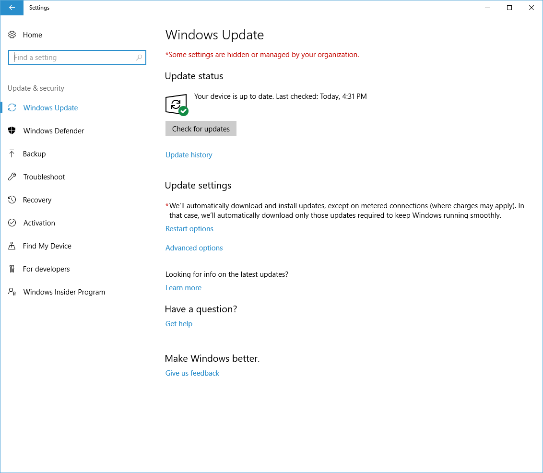 Settings
Home
Find a setting
Update & security
Windows Update
Windows Defender
Backup
Troubleshoot
Recovery
Activation
Find My Device
For developers
Windows Insider Program
Windows Update
*Some settings are hidden or managed by your organization.
Update status
Your device is up to date. Last checked: Today, 4:31 PM
Check for updates
Update history
Update settings
*We'll automatically download and install updates, except on metered connections (where charges may apply). In
that case, we'll automatically download only those updates required to keep Windows running smoothly.
Restart options
Advanced options
Looking for info on the latest updates?
Learn more
Have a question?
Get help
Make Windows better.
Give us feedback